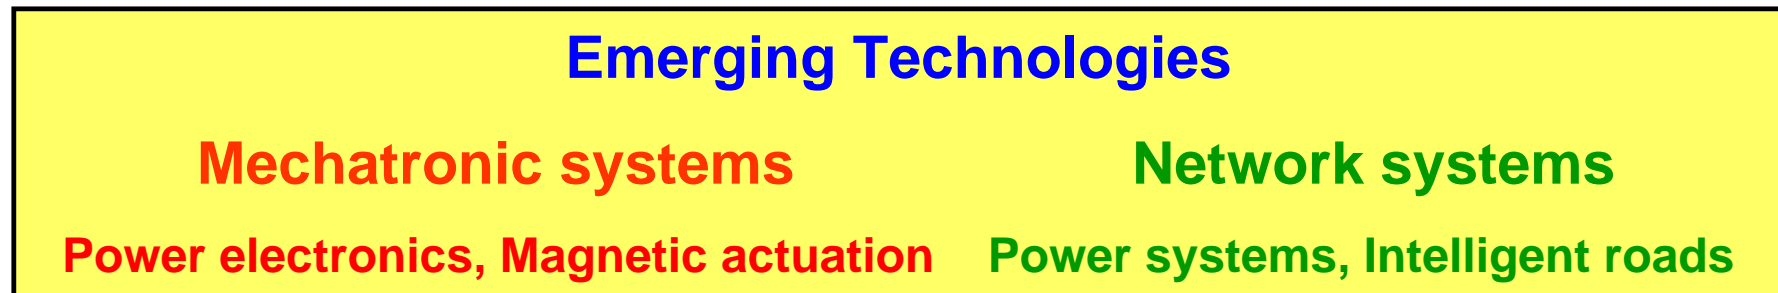 Emerging Technologies
Mechatronic systems Network systems
Power electronics, Magnetic actuation Power systems, Intelligent roads